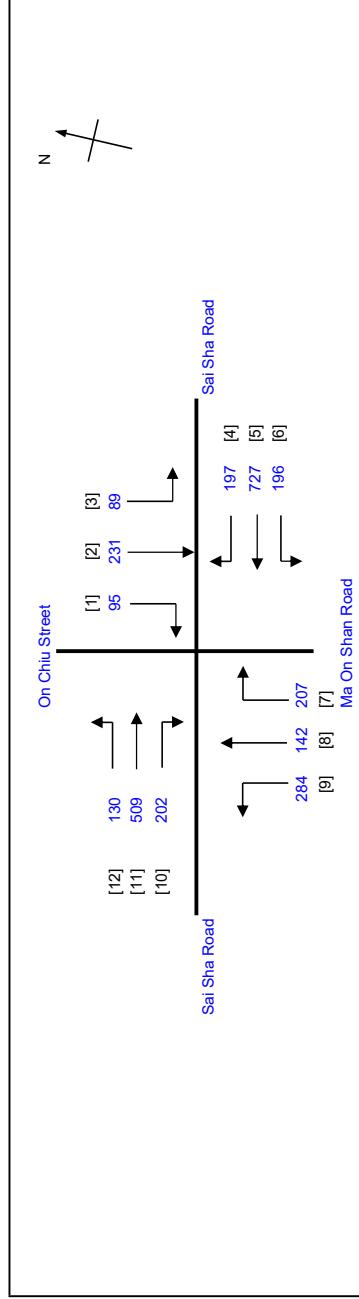 N
On Chiu Street
[1] [2] [3]
95 231 89
[12] 130
[11] 509
[10] 202
Sai Sha Road
Sai Sha Road
197 [4]
727 [5]
196 [6]
284 142 207
[9] [8] [7]
Ma On Shan Road